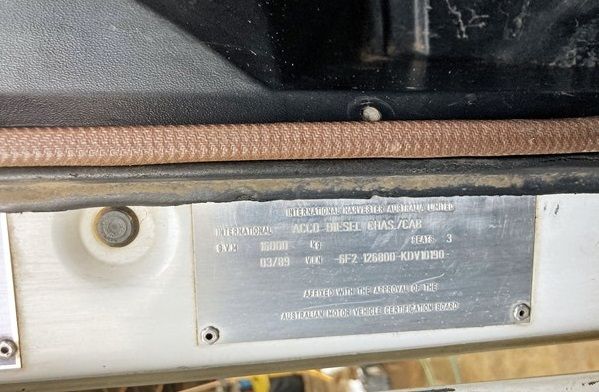 INTERNATIONAL HARVESTER AUSTRALIA LIMITED
INTERNATIONAL ACCO DIESEL CHAS./CAB
G.V.M 16000 kg SEATS 3
03/89 V.I.N -6F2 126800 KDV10190-
AFFIXED WITH THE APPROVAL OF THE
AUSTRALIAN MOTOR VEHICLE CERTIFICATION BOARD